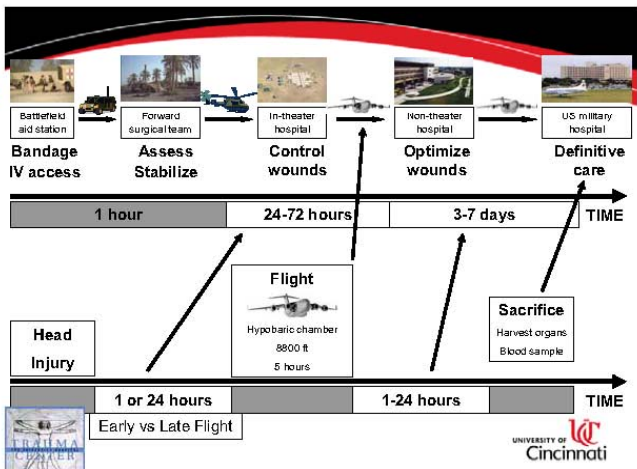 Battlefield
aid station
Forward
surgical team
In-theater
hospital
Non-theater
hospital
US military
hospital
Bandage
IV access
Assess
Stabilize
Control
wounds
Optimize
wounds
Definitive
care
1 hour
24-72 hours
3-7 days
TIME
Flight
Hypobaric chamber
8800 ft
5 hours
Sacrifice
Harvest organs
Blood sample
Head
Injury
1 or 24 hours
1-24 hours
TIME
Early vs Late Flight
TRAUMA
CENTER
UNIVERSITY OF
Cincinnati